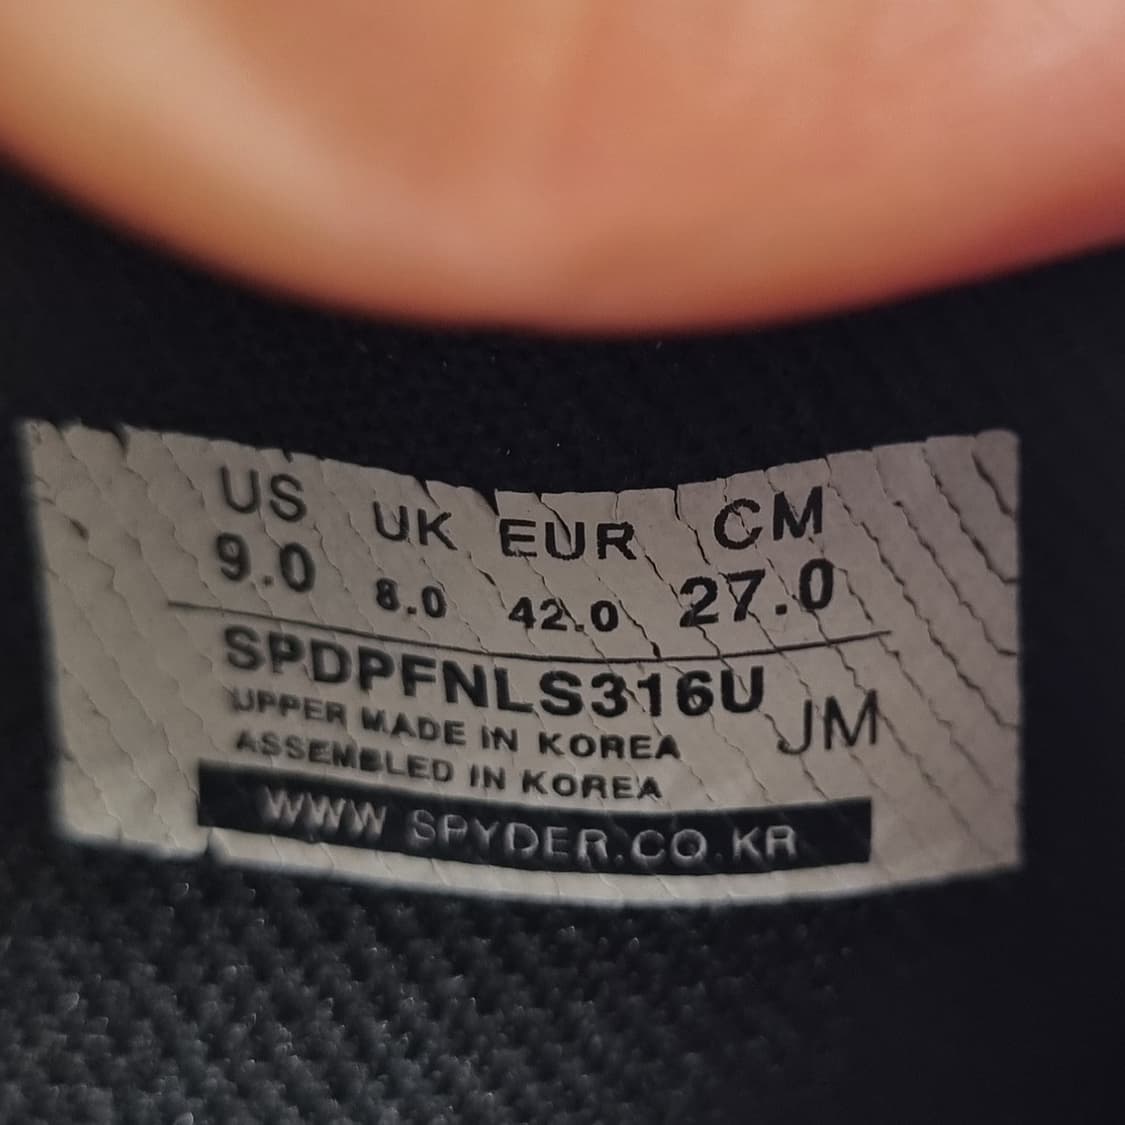 US UK EUR CM
9.0 8.0 42.0 27.0
SPDPFNLS316U
UPPER MADE IN KOREA JM
ASSEMBLED IN KOREA
WWW SPYDER.CO.KR